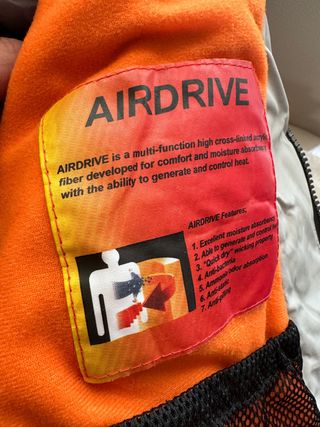 AIRDRIVE
AIRDRIVE is a multi-function high cross-linked acrylic
fiber developed for comfort and moisture absorbency
with the ability to generate and control heat.
AIRDRIVE Features:
1. Excellent moisture absorbency
2. Able to generate and control
3. "Quick dry" wicking property
4. Anti-bacteria
5. Ammonia odor absorption
6. Anti-static
7. Anti-pilling